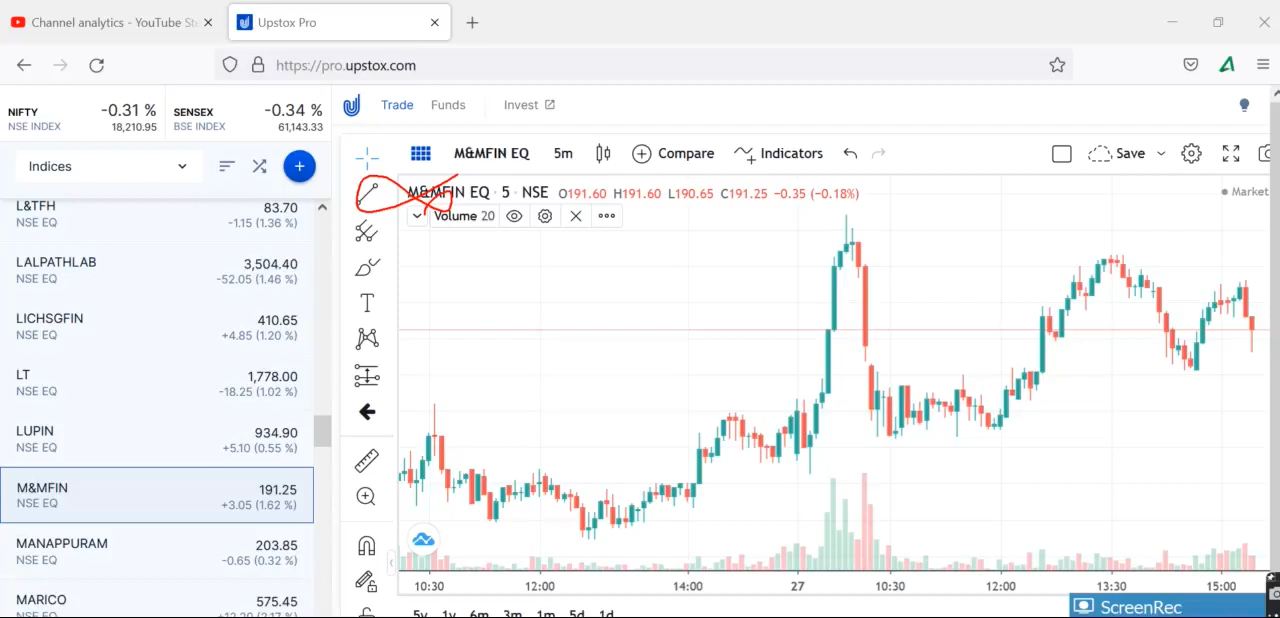 Channel analytics - YouTube St
Upstox Pro
https://pro.upstox.com
NIFTY -0.31 % SENSEX -0.34 %
NSE INDEX 18,210.95 BSE INDEX 61,143.33
Trade Funds Invest
Indices
M&MFIN EQ 5m Compare Indicators Save
M&MFIN EQ · 5 · NSE O191.60 H191.60 L190.65 C191.25 -0.35 (-0.18%) Market
Volume 20
L&TFH 83.70
NSE EQ -1.15 (1.36 %)
LALPATHLAB 3,504.40
NSE EQ -52.05 (1.46 %)
LICHSGFIN 410.65
NSE EQ +4.85 (1.20 %)
LT 1,778.00
NSE EQ -18.25 (1.02 %)
LUPIN 934.90
NSE EQ +5.10 (0.55 %)
M&MFIN 191.25
NSE EQ +3.05 (1.62 %)
MANAPPURAM 203.85
NSE EQ -0.65 (0.32 %)
MARICO 575.45
NSE EQ
T
10:30 12:00 14:00 27 10:30 12:00 13:30 15:00
5y 1y 6m 3m 1m 5d 1d
ScreenRec